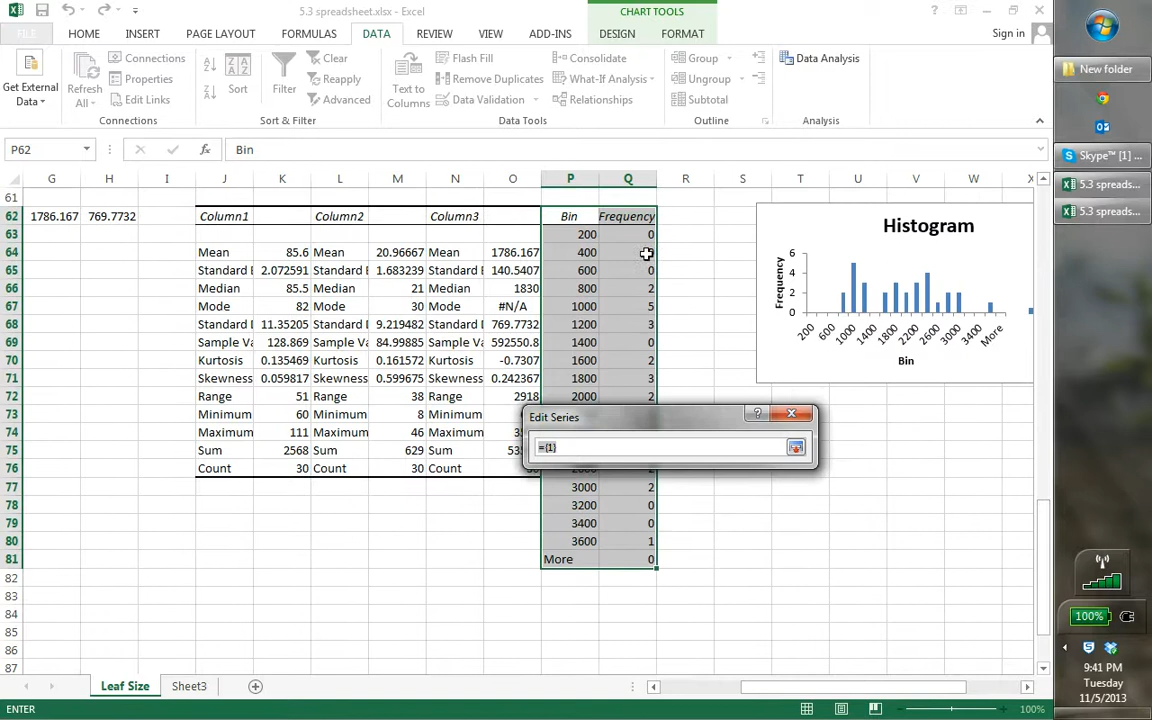 5.3 spreadsheet.xlsx - Excel
CHART TOOLS
Sign in
FILE HOME INSERT PAGE LAYOUT FORMULAS DATA REVIEW VIEW ADD-INS DESIGN FORMAT
Get External Data
Refresh All
Connections
Properties
Edit Links
Connections
Sort
Filter
Clear
Reapply
Advanced
Sort & Filter
Text to Columns
Flash Fill
Remove Duplicates
Data Validation
Consolidate
What-If Analysis
Relationships
Data Tools
Group
Ungroup
Subtotal
Outline
Data Analysis
Analysis
P62 Bin
G H I J K L M N O P Q R S T U V W X
61
62 1786.167 769.7732 Column1 Column2 Column3 Bin Frequency
63 200 0
64 Mean 85.6 Mean 20.96667 Mean 1786.167 400
65 Standard E 2.072591 Standard E 1.683239 Standard E 140.5407 600 0
66 Median 85.5 Median 21 Median 1830 800 2
67 Mode 82 Mode 30 Mode #N/A 1000 5
68 Standard D 11.35205 Standard D 9.219482 Standard D 769.7732 1200 3
69 Sample Va 128.869 Sample Va 84.99885 Sample Va 592550.8 1400 0
70 Kurtosis 0.135469 Kurtosis 0.161572 Kurtosis -0.7307 1600 2
71 Skewness 0.059817 Skewness 0.599675 Skewness 0.242367 1800 3
72 Range 51 Range 38 Range 2918 2000 2
73 Minimum 60 Minimum 8 Minimum
74 Maximum 111 Maximum 46 Maximum
75 Sum 2568 Sum 629 Sum
76 Count 30 Count 30 Count
77 3000 2
78 3200 0
79 3400 0
80 3600 1
81 More 0
82
83
84
85
86
87
Histogram
Frequency
6
4
2
0
200 600 1000 1400 1800 2200 2600 3000 3400 More
Bin
Edit Series
={1}
Leaf Size Sheet3
ENTER
100%
New folder
Skype™ [1] ...
5.3 spreads...
5.3 spreads...
100%
9:41 PM
Tuesday
11/5/2013